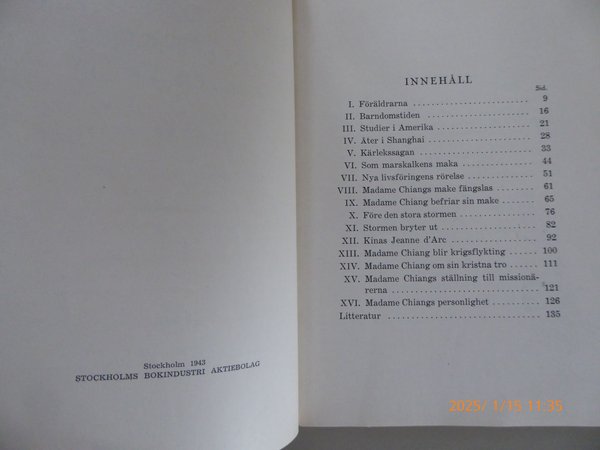 Stockholm 1943
STOCKHOLMS BOKINDUSTRI AKTIEBOLAG
INNEHÅLL
Sid.
I. Föräldrarna 9
II. Barndomstiden 16
III. Studier i Amerika 21
IV. Åter i Shanghai 28
V. Kärlekssagan 33
VI. Som marskalkens maka 44
VII. Nya livsföringens rörelse 51
VIII. Madame Chiangs make fängslas 61
IX. Madame Chiang befriar sin make 65
X. Före den stora stormen 76
XI. Stormen bryter ut 82
XII. Kinas Jeanne d'Arc 92
XIII. Madame Chiang blir krigsflykting 100
XIV. Madame Chiang om sin kristna tro 111
XV. Madame Chiangs ställning till missionä-
rerna 121
XVI. Madame Chiangs personlighet 126
Litteratur 135
2025/ 1/15 11:35